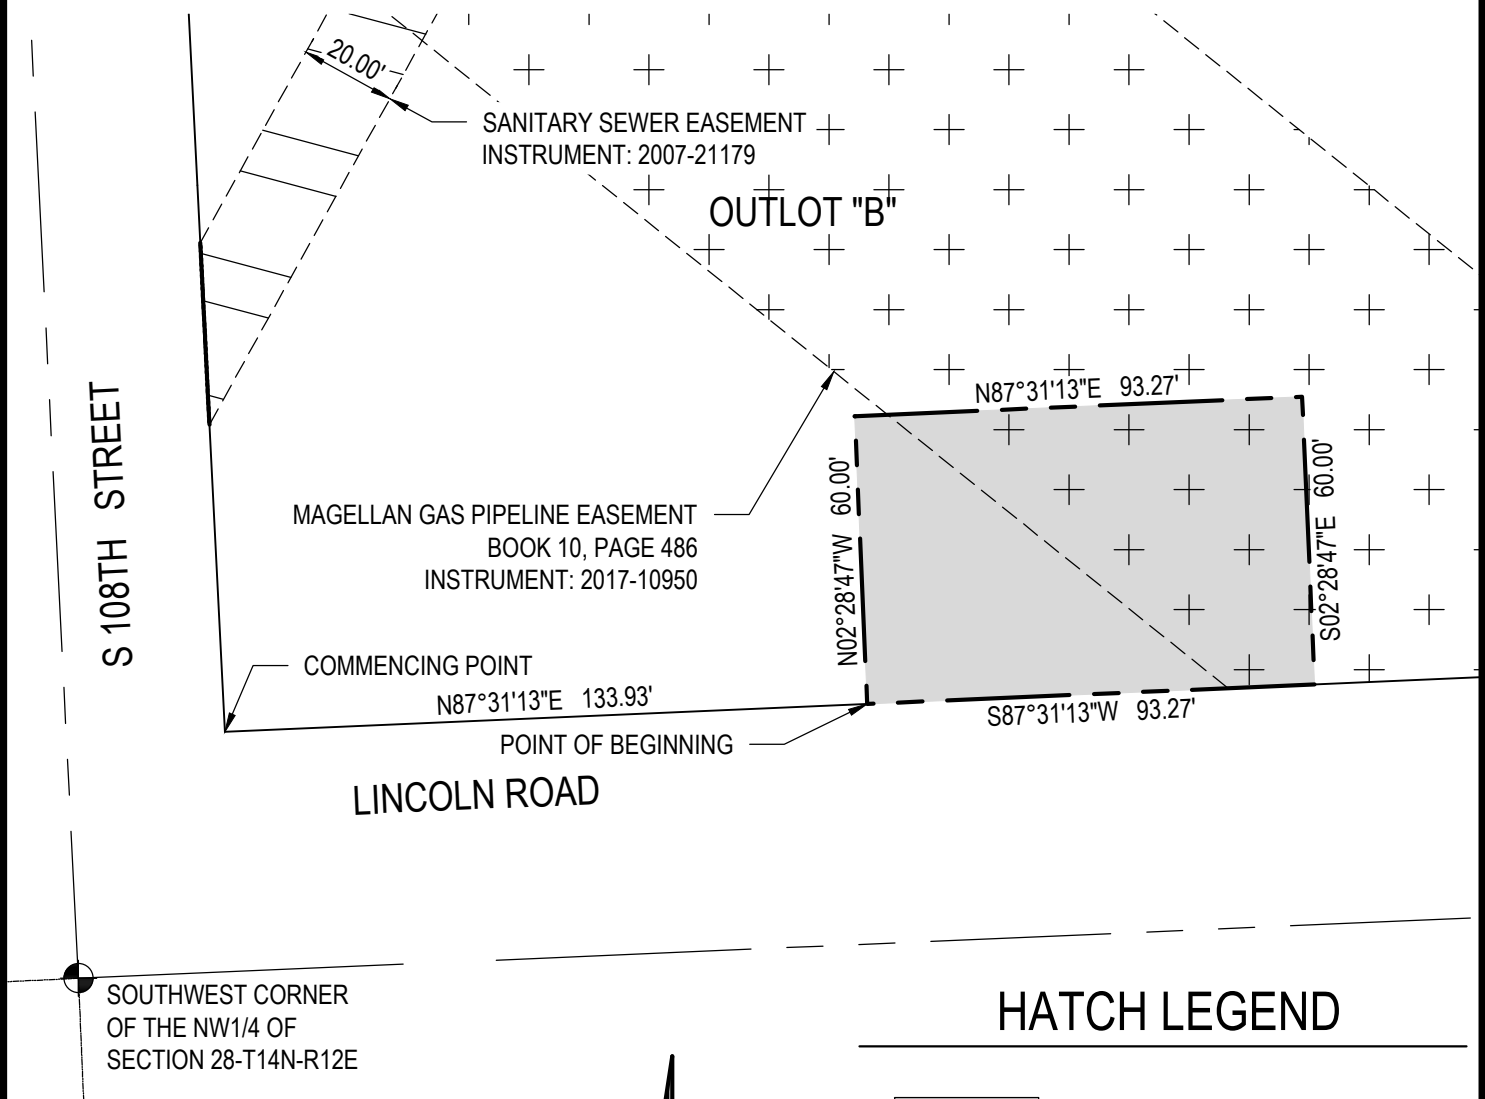 20.00'
SANITARY SEWER EASEMENT
INSTRUMENT: 2007-21179
OUTLOT "B"
N87°31'13"E 93.27'
S 108TH STREET
MAGELLAN GAS PIPELINE EASEMENT
BOOK 10, PAGE 486
INSTRUMENT: 2017-10950
N02°28'47"W 60.00'
S02°28'47"E 60.00'
COMMENCING POINT
N87°31'13"E 133.93'
S87°31'13"W 93.27'
POINT OF BEGINNING
LINCOLN ROAD
SOUTHWEST CORNER
OF THE NW1/4 OF
SECTION 28-T14N-R12E
HATCH LEGEND